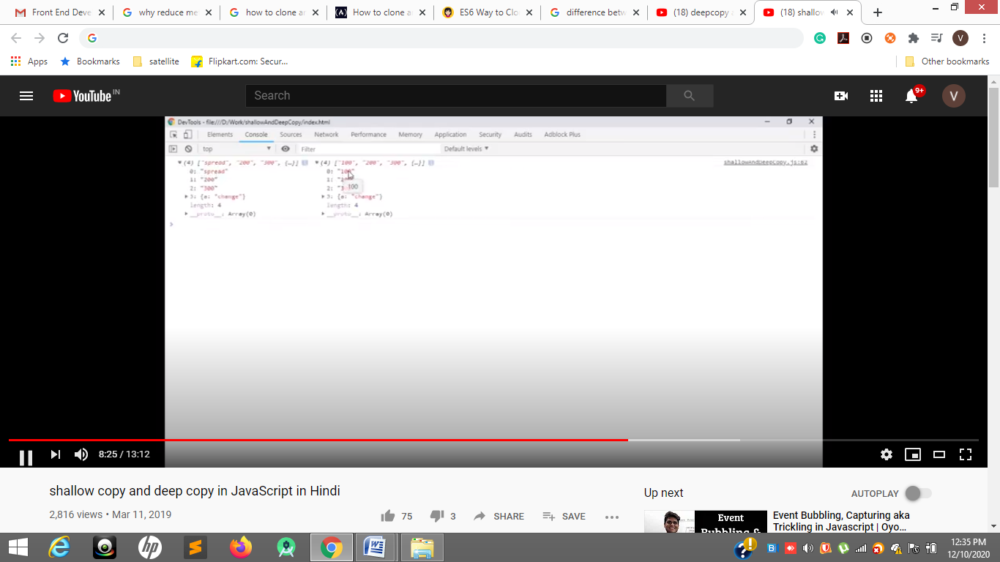 Front End Deve
why reduce me
how to clone ar
How to clone a
ES6 Way to Clo
difference betw
(18) deepcopy a
(18) shallow
Apps
Bookmarks
satellite
Flipkart.com: Secur...
Other bookmarks
YouTube IN
Search
9+
V
DevTools - file:///D:/Work/shallowAndDeepCopy/index.html
Elements Console Sources Network Performance Memory Application Security Audits Adblock Plus
top Filter Default levels ▼
▼(4) ["spread", "200", "300", {…}] ▼(4) ["100", "200", "300", {…}] shallowAndDeepCopy.js:62
0: "spread" 0: "100"
1: "200" 1:
2: "300" 2:
100
▶3: {a: "change"} ▶3: {a: "change"}
length: 4 length: 4
▶__proto__: Array(0) ▶__proto__: Array(0)
>
8:25 / 13:12
shallow copy and deep copy in JavaScript in Hindi
2,816 views • Mar 11, 2019
75 3 SHARE SAVE
Up next AUTOPLAY
Event
Bubbling &
Event Bubbling, Capturing aka
Trickling in Javascript | Oyo...
12:35 PM
12/10/2020